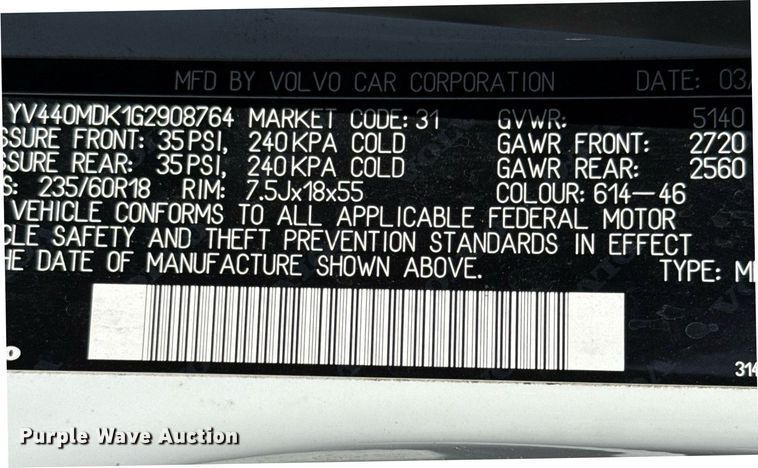 MFD BY VOLVO CAR CORPORATION DATE: 03/
YV440MDK1G2908764 MARKET CODE: 31 GVWR: 5140
SSURE FRONT: 35PSI, 240KPA COLD GAWR FRONT: 2720
SSURE REAR: 35PSI, 240KPA COLD GAWR REAR: 2560
S: 235/60R18 RIM: 7.5Jx18x55 COLOUR: 614-46
VEHICLE CONFORMS TO ALL APPLICABLE FEDERAL MOTOR
CLE SAFETY AND THEFT PREVENTION STANDARDS IN EFFECT
HE DATE OF MANUFACTURE SHOWN ABOVE. TYPE:
314
Purple Wave Auction